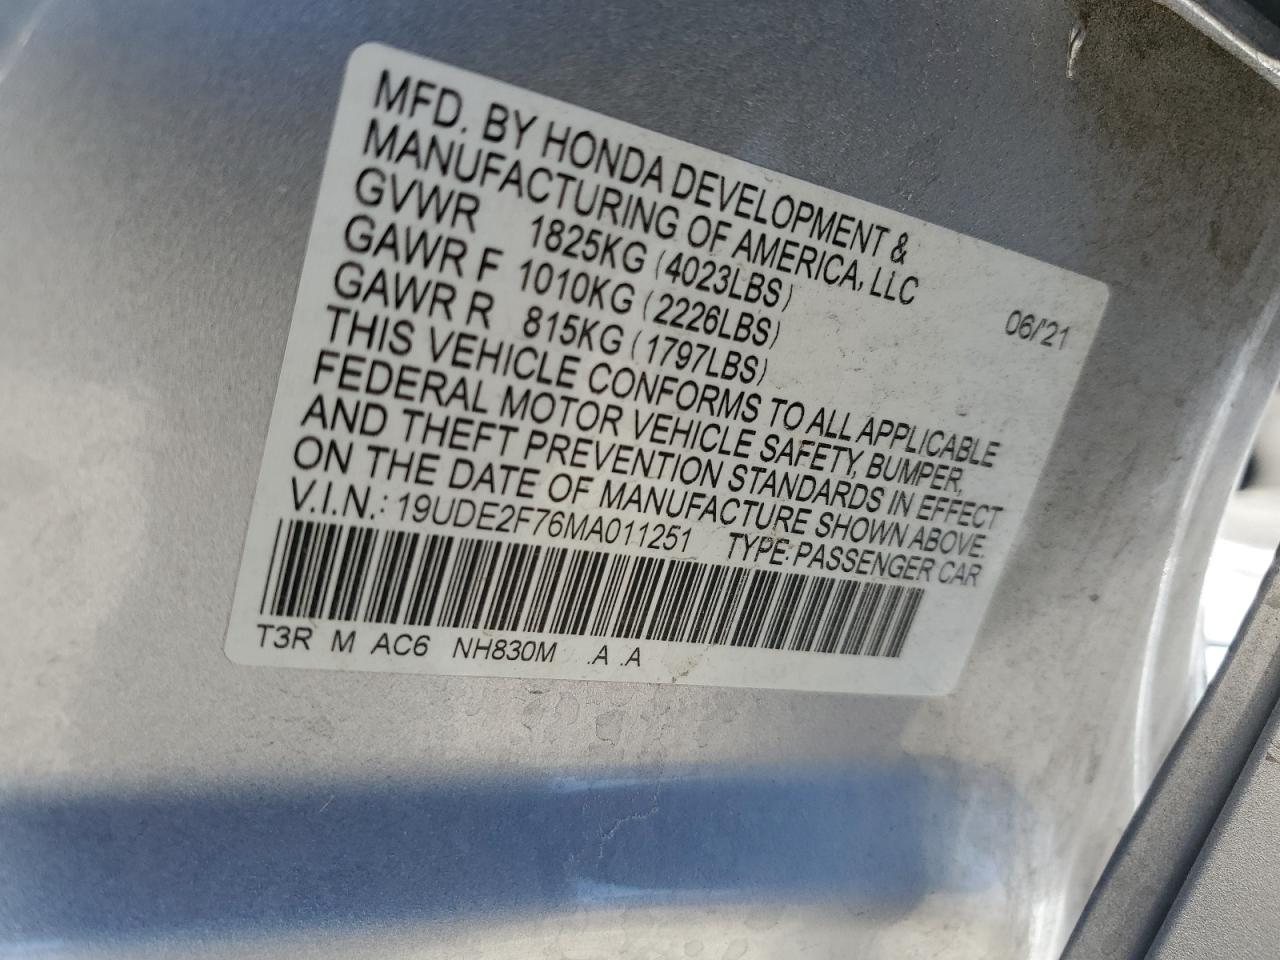 MFD. BY HONDA DEVELOPMENT &
MANUFACTURING OF AMERICA, LLC
06/'21
GVWR 1825KG (4023LBS)
GAWR F 1010KG (2226LBS)
GAWR R 815KG (1797LBS)
THIS VEHICLE CONFORMS TO ALL APPLICABLE
FEDERAL MOTOR VEHICLE SAFETY, BUMPER,
AND THEFT PREVENTION STANDARDS IN EFFECT
ON THE DATE OF MANUFACTURE SHOWN ABOVE.
V.I.N.: 19UDE2F76MA011251 TYPE:PASSENGER CAR
T3R M AC6 NH830M .A .A